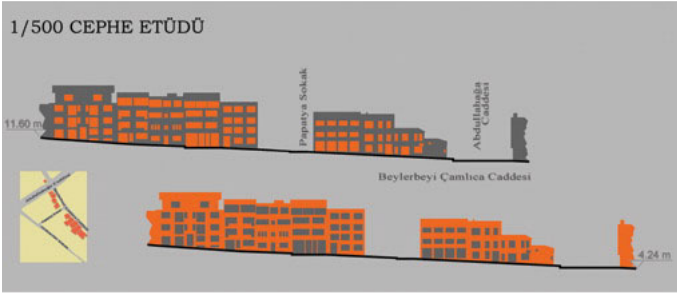 1/500 CEPHE ETÜDÜ
11.60 m
Papatya Sokak
Abdullahağa
Caddesi
Beylerbeyi Çamlıca Caddesi
4.24 m